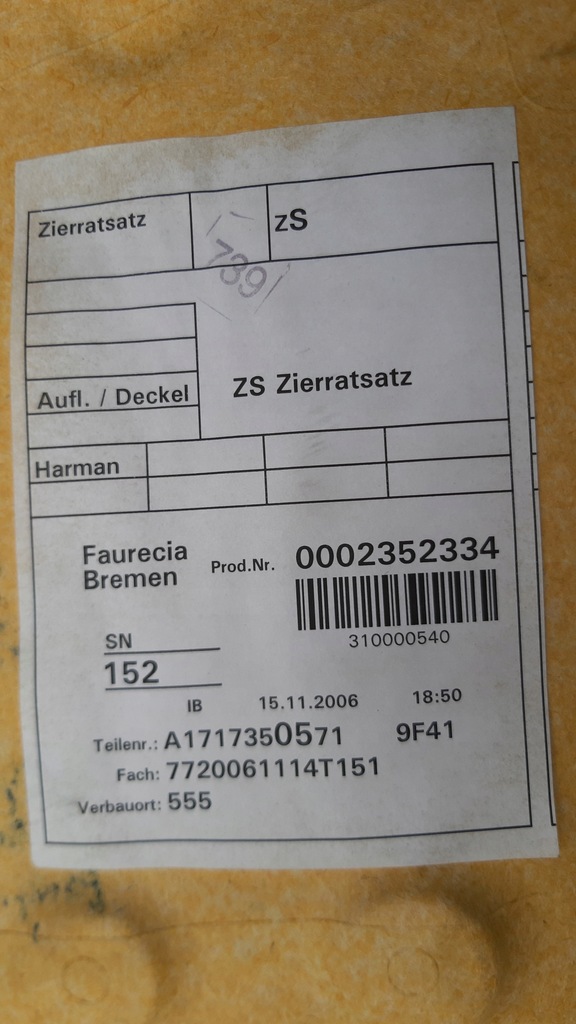 Zierratsatz
zS
739
ZS Zierratsatz
Aufl. / Deckel
Harman
Faurecia
Bremen
Prod.Nr. 0002352334
310000540
SN
152
IB 15.11.2006 18:50
Teilenr.: A1717350571 9F41
Fach: 7720061114T151
Verbauort: 555